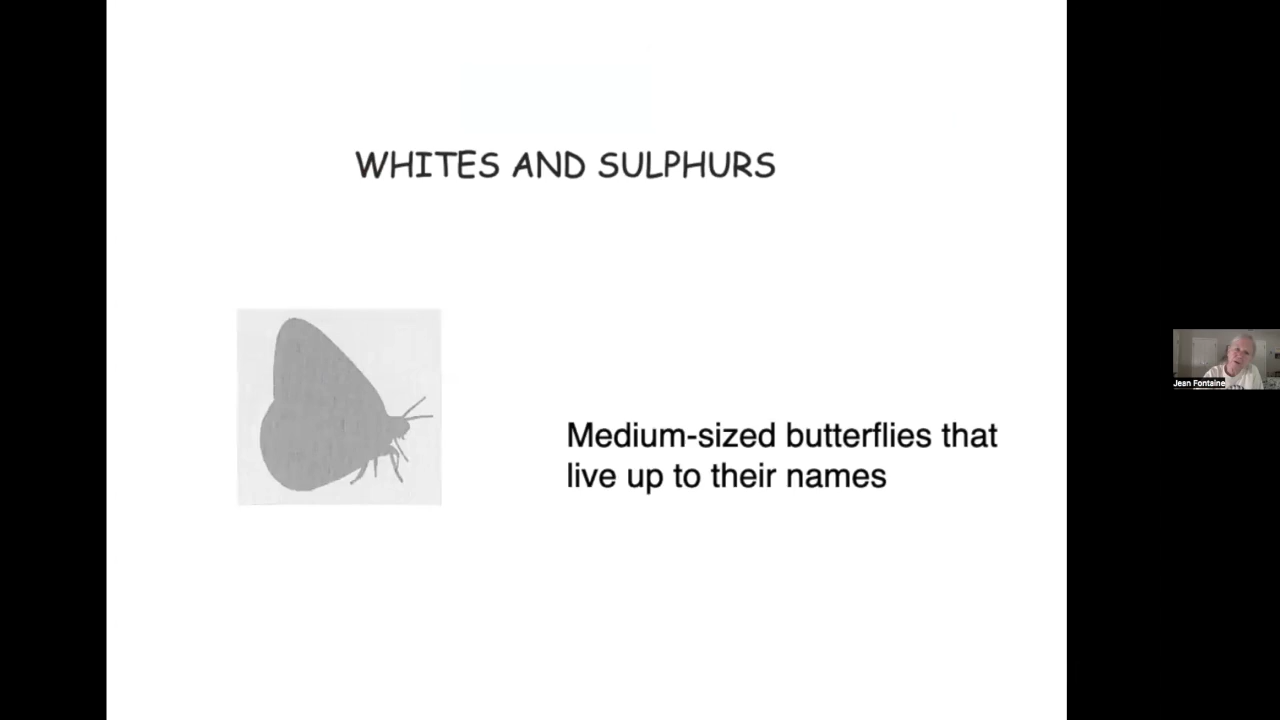 WHITES AND SULPHURS
Medium-sized butterflies that
live up to their names
Jean Fontaine